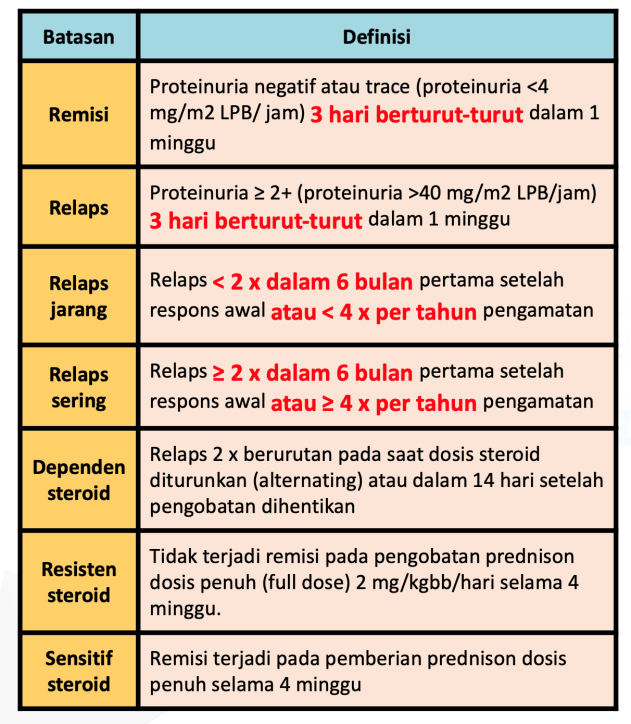 Batasan
Definisi
Remisi
Proteinuria negatif atau trace (proteinuria <4
mg/m2 LPB/ jam) 3 hari berturut-turut dalam 1
minggu
Relaps
Proteinuria ≥ 2+ (proteinuria >40 mg/m2 LPB/jam)
3 hari berturut-turut dalam 1 minggu
Relaps
jarang
Relaps < 2 x dalam 6 bulan pertama setelah
respons awal atau < 4 x per tahun pengamatan
Relaps
sering
Relaps ≥ 2 x dalam 6 bulan pertama setelah
respons awal atau ≥ 4 x per tahun pengamatan
Dependen
steroid
Relaps 2 x berurutan pada saat dosis steroid
diturunkan (alternating) atau dalam 14 hari setelah
pengobatan dihentikan
Resisten
steroid
Tidak terjadi remisi pada pengobatan prednison
dosis penuh (full dose) 2 mg/kgbb/hari selama 4
minggu.
Sensitif
steroid
Remisi terjadi pada pemberian prednison dosis
penuh selama 4 minggu